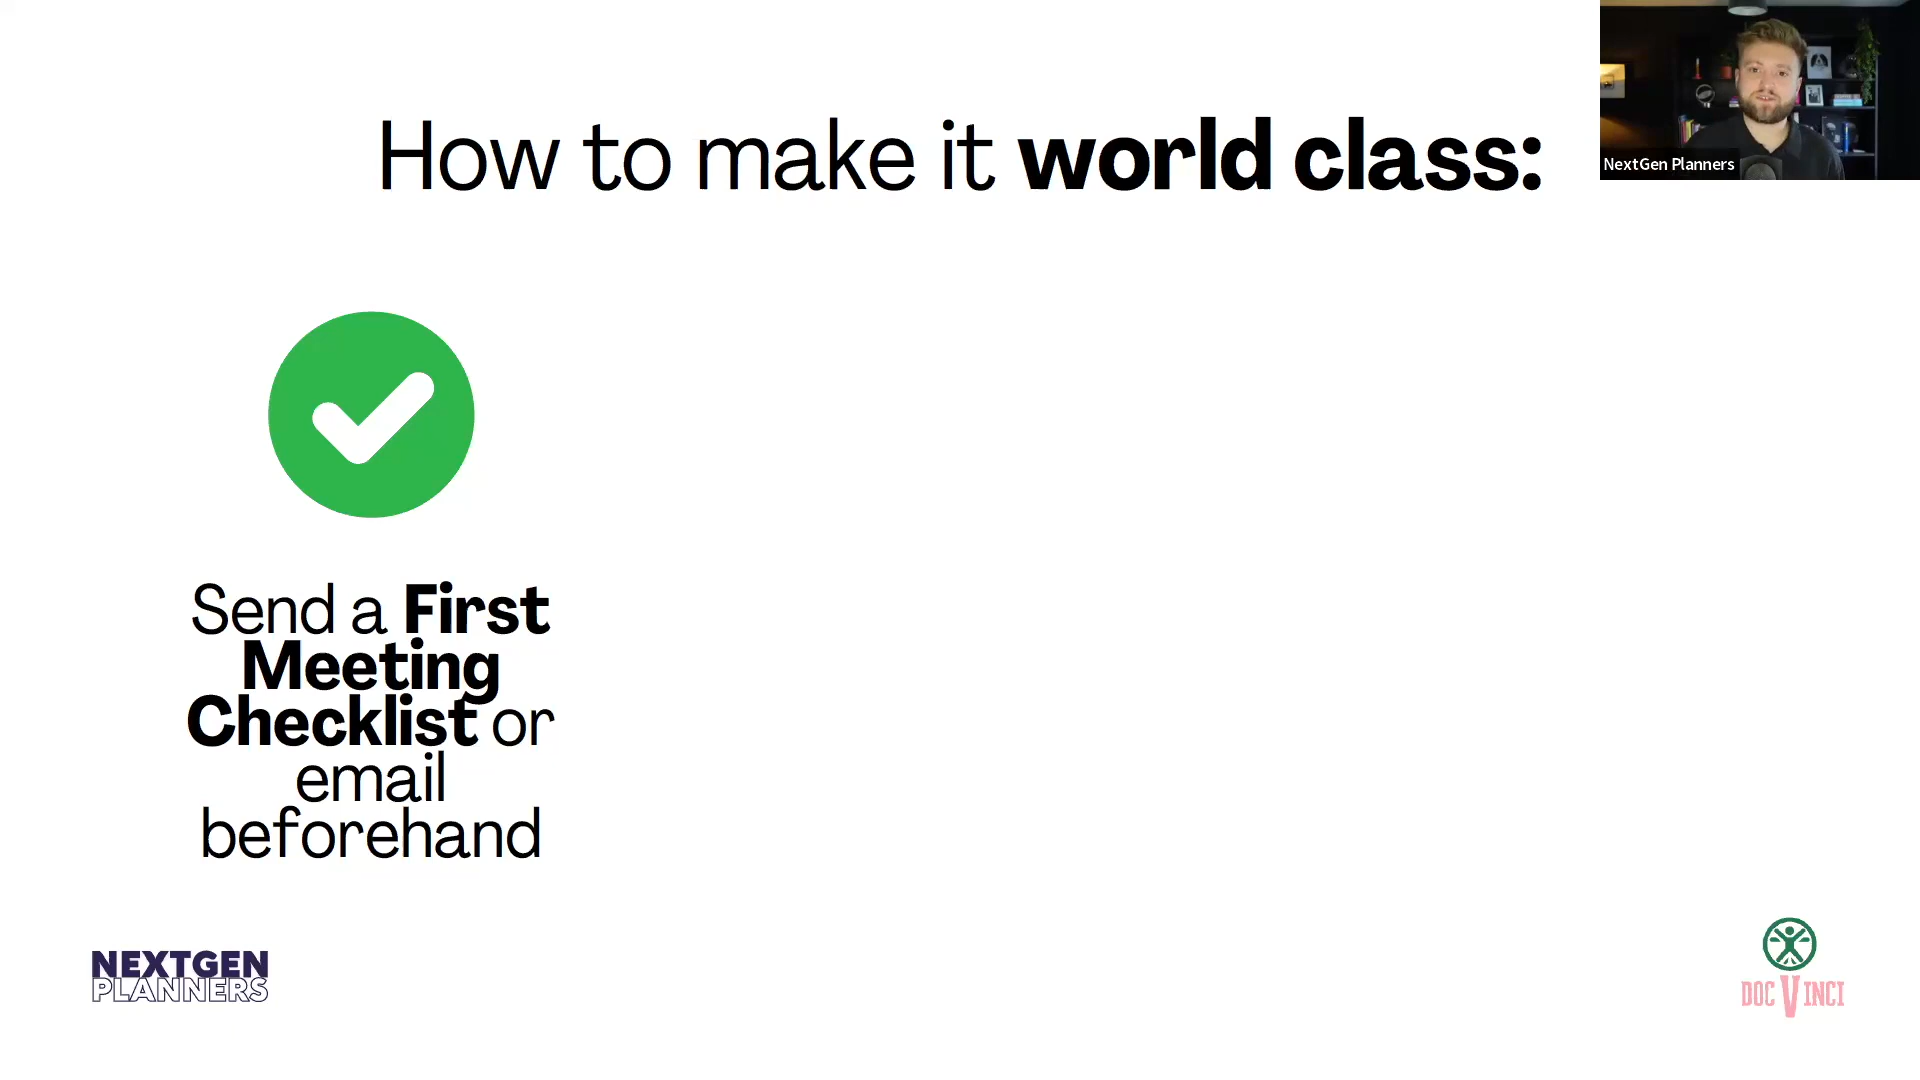 How to make it world class:
NextGen Planners
Send a First
Meeting
Checklist or
email
beforehand
NEXTGEN
PLANNERS
DOC VINCI